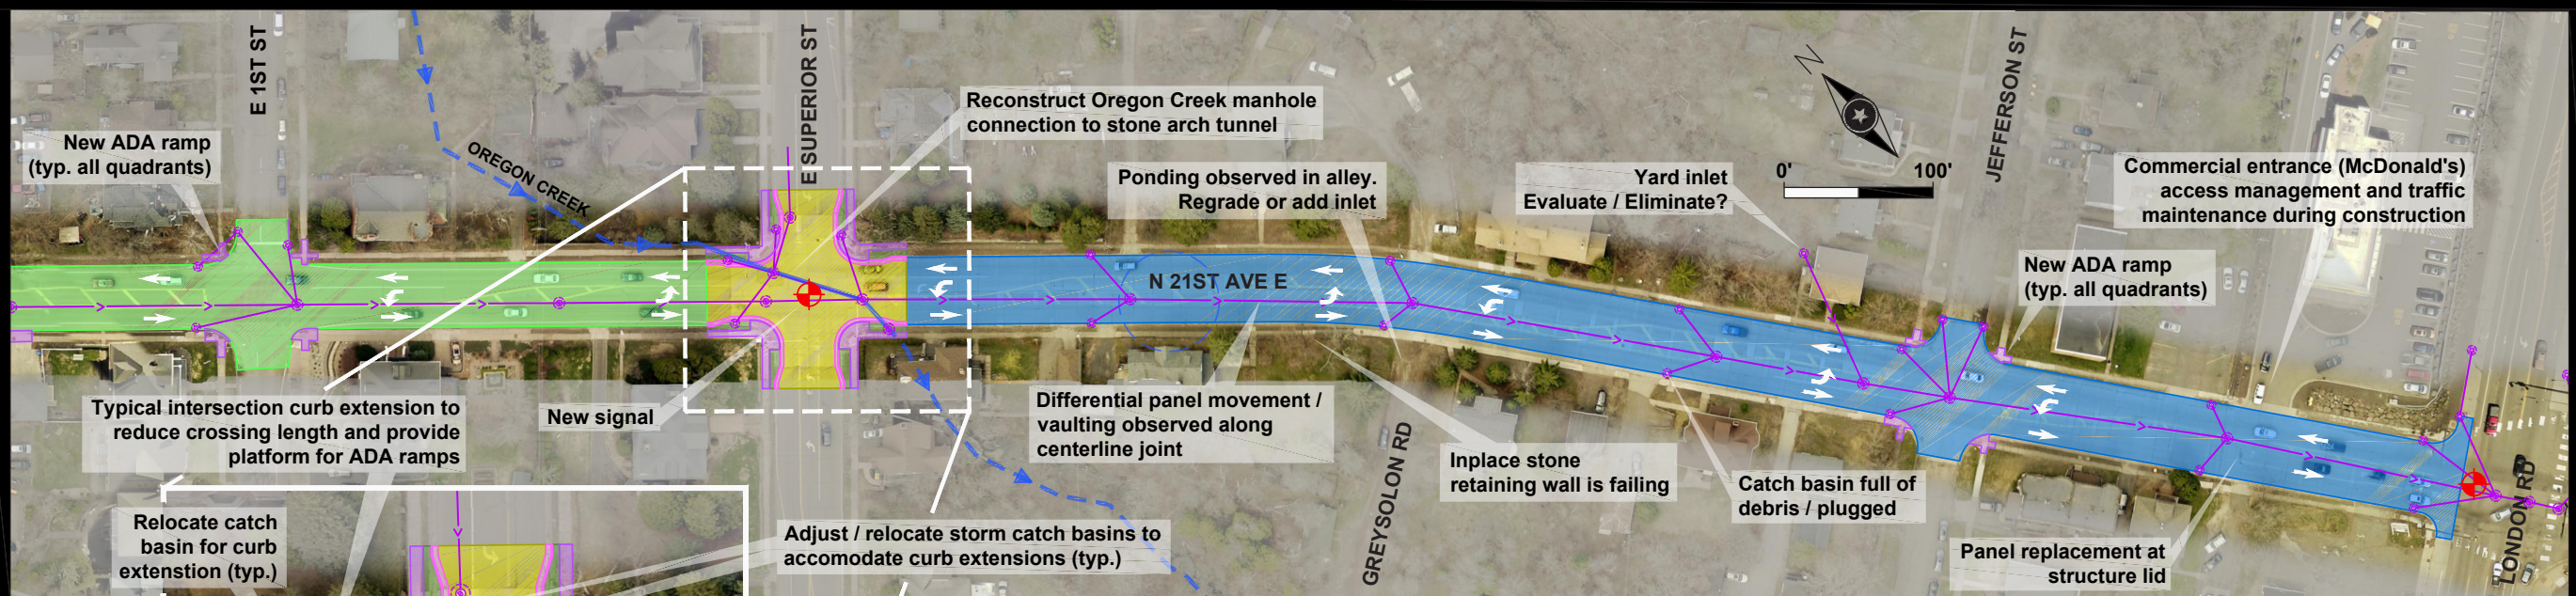 E 1ST ST
New ADA ramp
(typ. all quadrants)
OREGON CREEK
E SUPERIOR ST
Reconstruct Oregon Creek manhole
connection to stone arch tunnel
Ponding observed in alley.
Regrade or add inlet
Yard inlet
Evaluate / Eliminate?
N
0'
100'
JEFFERSON ST
Commercial entrance (McDonald's)
access management and traffic
maintenance during construction
New ADA ramp
(typ. all quadrants)
N 21ST AVE E
Typical intersection curb extension to
reduce crossing length and provide
platform for ADA ramps
New signal
Differential panel movement /
vaulting observed along
centerline joint
GREYSOLON RD
Inplace stone
retaining wall is failing
Catch basin full of
debris / plugged
LONDON RD
Relocate catch
basin for curb
extenstion (typ.)
Adjust / relocate storm catch basins to
accomodate curb extensions (typ.)
Panel replacement at
structure lid